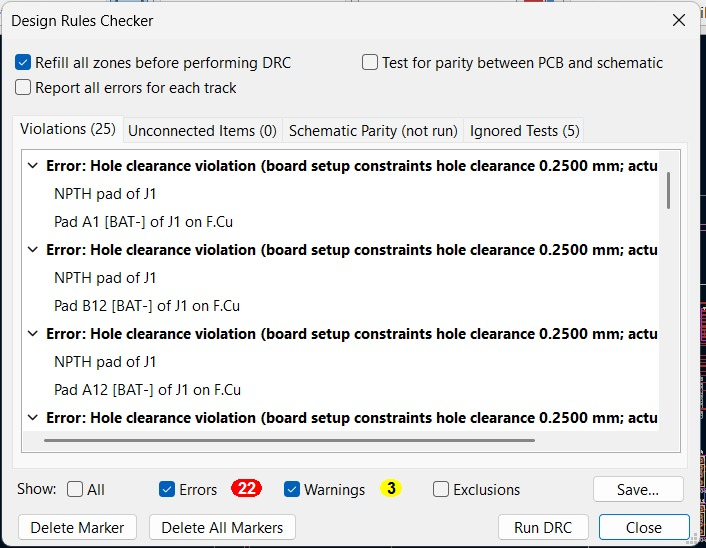 Design Rules Checker
Refill all zones before performing DRC
Test for parity between PCB and schematic
Report all errors for each track
Violations (25)
Unconnected Items (0)
Schematic Parity (not run)
Ignored Tests (5)
Error: Hole clearance violation (board setup constraints hole clearance 0.2500 mm; actu
NPTH pad of J1
Pad A1 [BAT-] of J1 on F.Cu
Error: Hole clearance violation (board setup constraints hole clearance 0.2500 mm; actu
NPTH pad of J1
Pad B12 [BAT-] of J1 on F.Cu
Error: Hole clearance violation (board setup constraints hole clearance 0.2500 mm; actu
NPTH pad of J1
Pad A12 [BAT-] of J1 on F.Cu
Error: Hole clearance violation (board setup constraints hole clearance 0.2500 mm; actu
Show:
All
Errors
22
Warnings
3
Exclusions
Save...
Delete Marker
Delete All Markers
Run DRC
Close